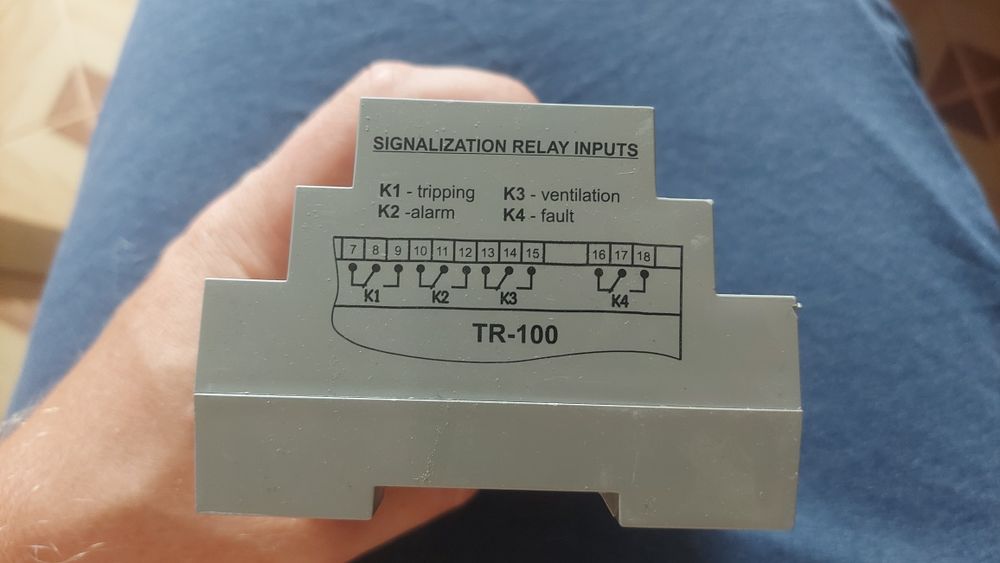 SIGNALIZATION RELAY INPUTS
K1 - tripping K3 - ventilation
K2 -alarm K4 - fault
7 8 9 10 11 12 13 14 15 16 17 18
K1 K2 K3 K4
TR-100